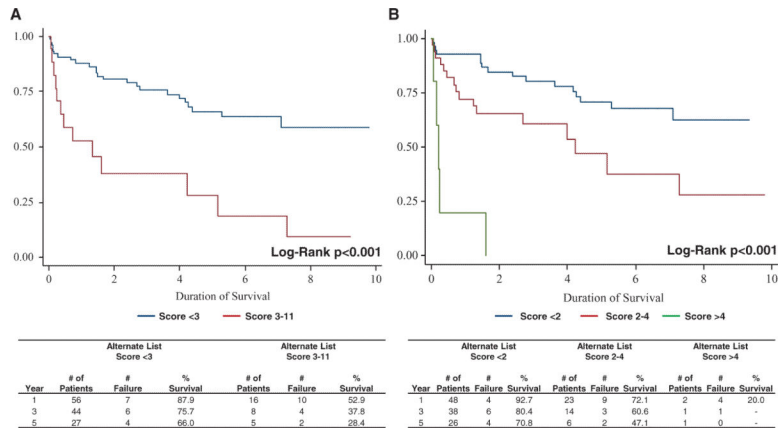 A
1.00
0.75
0.50
0.25
0.00
0 2 4 6 8 10
Log-Rank p<0.001
Duration of Survival
Score <3 Score 3-11
Alternate List Alternate List
Score <3 Score 3-11
# of # % # of # %
Year Patients Failure Survival Patients Failure Survival
1 56 7 87.9 16 10 52.9
3 44 6 75.7 8 4 37.8
5 27 4 66.0 5 2 28.4
B
1.00
0.75
0.50
0.25
0.00
0 2 4 6 8 10
Log-Rank p<0.001
Duration of Survival
Score <2 Score 2-4 Score >4
Alternate List Alternate List Alternate List
Score <2 Score 2-4 Score >4
# of # % # of # % # of # %
Year Patients Failure Survival Patients Failure Survival Patients Failure Survival
1 48 4 92.7 23 9 72.1 2 4 20.0
3 38 6 80.4 14 3 60.6 1 1 -
5 26 4 70.8 6 2 47.1 1 0 -